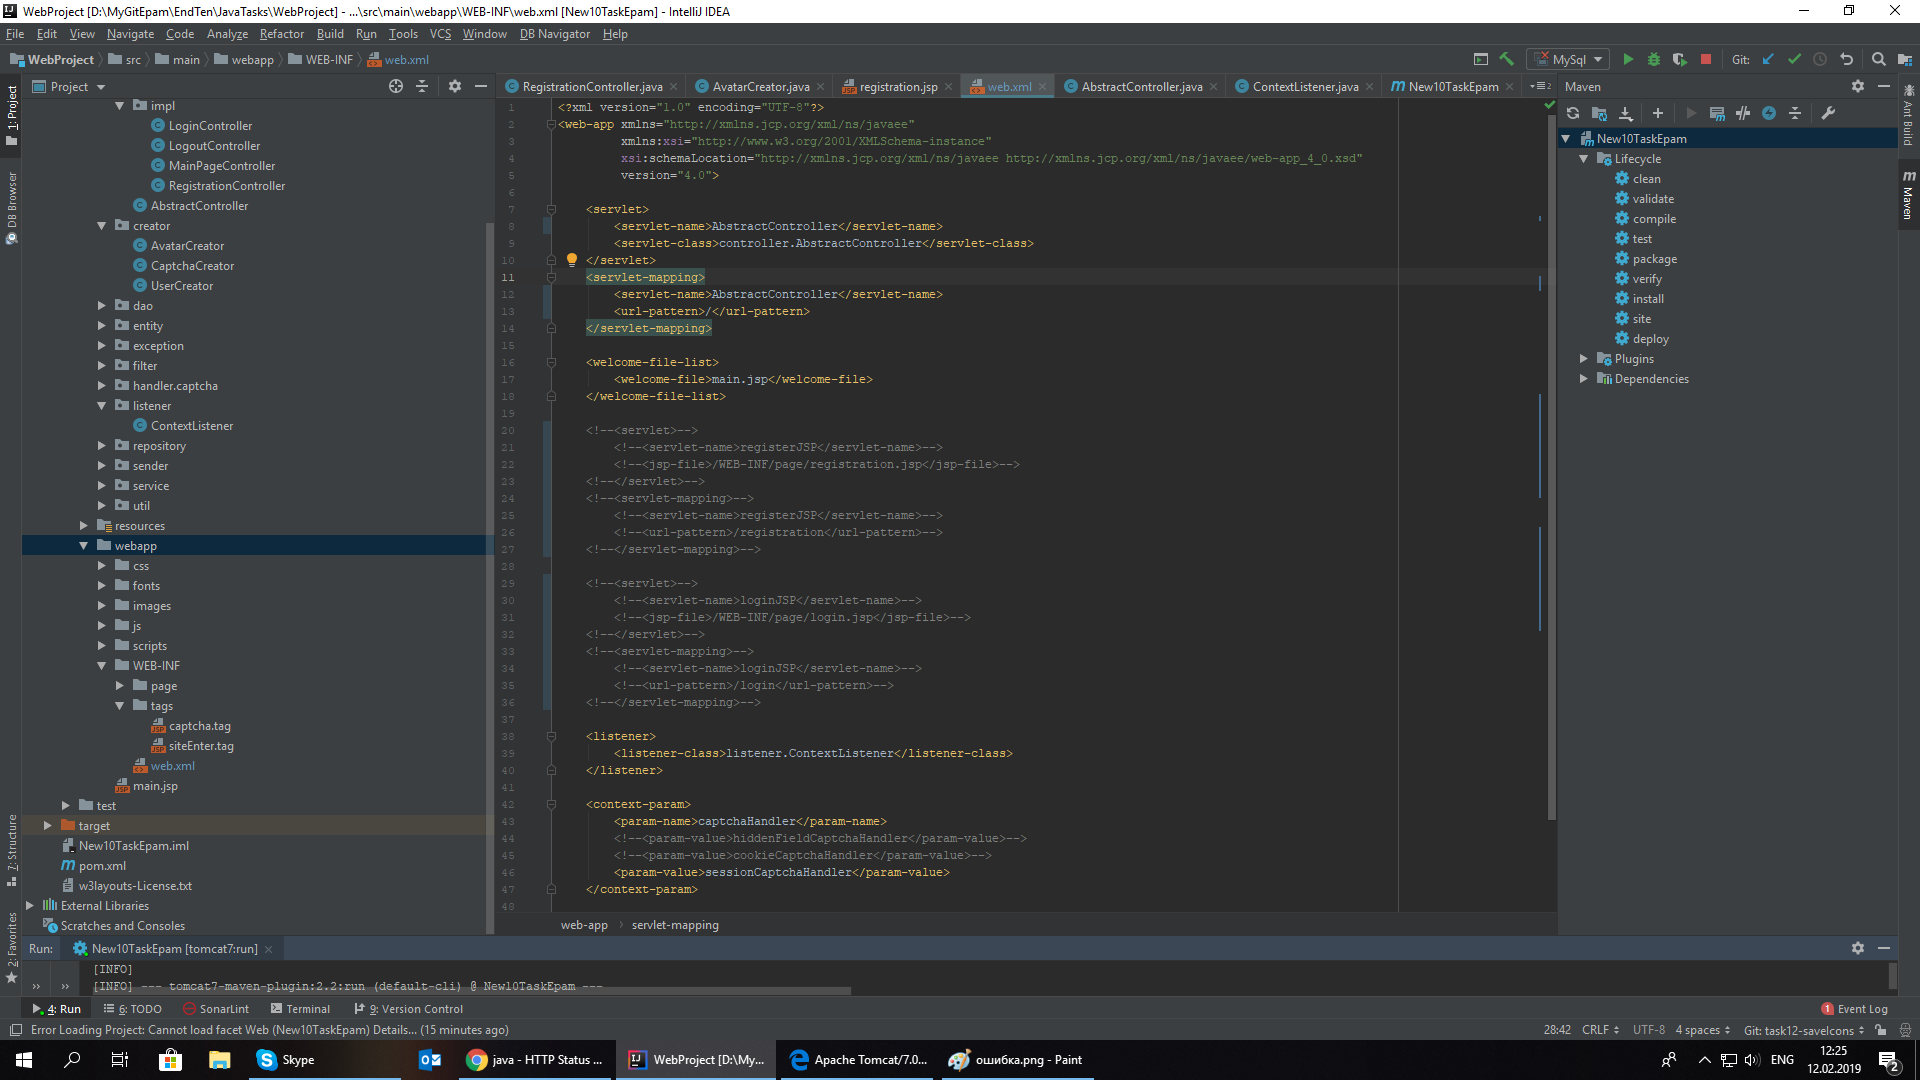 WebProject [D:\MyGitEpam\EndTen\JavaTasks\WebProject] - ...\src\main\webapp\WEB-INF\web.xml [New10TaskEpam] - IntelliJ IDEA
File Edit View Navigate Code Analyze Refactor Build Run Tools VCS Window DB Navigator Help
WebProject src main webapp WEB-INF web.xml MySql Git:
Project RegistrationController.java AvatarCreator.java registration.jsp web.xml AbstractController.java ContextListener.java New10TaskEpam Maven
1: Project
DB Browser
7: Structure
2: Favorites
impl
LoginController
LogoutController
MainPageController
RegistrationController
AbstractController
creator
AvatarCreator
CaptchaCreator
UserCreator
dao
entity
exception
filter
handler.captcha
listener
ContextListener
repository
sender
service
util
resources
webapp
css
fonts
images
js
scripts
WEB-INF
page
tags
captcha.tag
siteEnter.tag
web.xml
main.jsp
test
target
New10TaskEpam.iml
pom.xml
w3layouts-License.txt
External Libraries
Scratches and Consoles
1 <?xml version="1.0" encoding="UTF-8"?>
2 <web-app xmlns="http://xmlns.jcp.org/xml/ns/javaee"
3 xmlns:xsi="http://www.w3.org/2001/XMLSchema-instance"
4 xsi:schemaLocation="http://xmlns.jcp.org/xml/ns/javaee http://xmlns.jcp.org/xml/ns/javaee/web-app_4_0.xsd"
5 version="4.0">
6
7 <servlet>
8 <servlet-name>AbstractController</servlet-name>
9 <servlet-class>controller.AbstractController</servlet-class>
10 </servlet>
11 <servlet-mapping>
12 <servlet-name>AbstractController</servlet-name>
13 <url-pattern>/</url-pattern>
14 </servlet-mapping>
15
16 <welcome-file-list>
17 <welcome-file>main.jsp</welcome-file>
18 </welcome-file-list>
19
20 <!--<servlet>-->
21 <!--<servlet-name>registerJSP</servlet-name>-->
22 <!--<jsp-file>/WEB-INF/page/registration.jsp</jsp-file>-->
23 <!--</servlet>-->
24 <!--<servlet-mapping>-->
25 <!--<servlet-name>registerJSP</servlet-name>-->
26 <!--<url-pattern>/registration</url-pattern>-->
27 <!--</servlet-mapping>-->
28
29 <!--<servlet>-->
30 <!--<servlet-name>loginJSP</servlet-name>-->
31 <!--<jsp-file>/WEB-INF/page/login.jsp</jsp-file>-->
32 <!--</servlet>-->
33 <!--<servlet-mapping>-->
34 <!--<servlet-name>loginJSP</servlet-name>-->
35 <!--<url-pattern>/login</url-pattern>-->
36 <!--</servlet-mapping>-->
37
38 <listener>
39 <listener-class>listener.ContextListener</listener-class>
40 </listener>
41
42 <context-param>
43 <param-name>captchaHandler</param-name>
44 <!--<param-value>hiddenFieldCaptchaHandler</param-value>-->
45 <!--<param-value>cookieCaptchaHandler</param-value>-->
46 <param-value>sessionCaptchaHandler</param-value>
47 </context-param>
48
web-app servlet-mapping
New10TaskEpam
Lifecycle
clean
validate
compile
test
package
verify
install
site
deploy
Plugins
Dependencies
Ant Build
Maven
Run: New10TaskEpam [tomcat7:run]
[INFO]
[INFO] --- tomcat7-maven-plugin:2.2:run (default-cli) @ New10TaskEpam ---
4: Run 6: TODO SonarLint Terminal 9: Version Control 1 Event Log
Error Loading Project: Cannot load facet Web (New10TaskEpam) Details... (15 minutes ago) 28:42 CRLF UTF-8 4 spaces Git: task12-saveIcons
Skype java - HTTP Status ... WebProject [D:\My... Apache Tomcat/7.0... ошибка.png - Paint ENG 12:25
12.02.2019 2